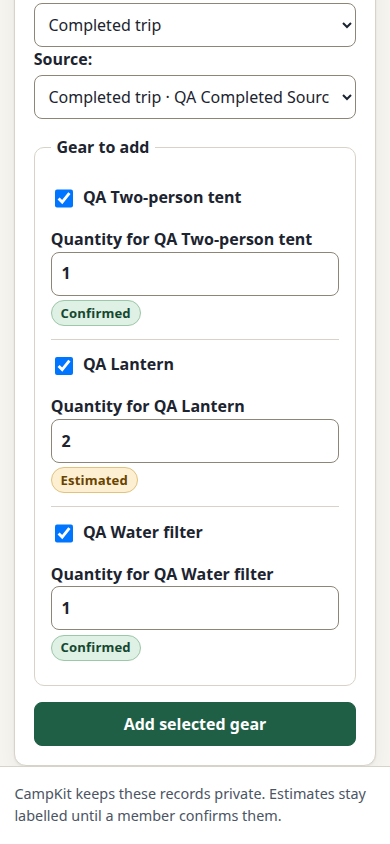 Completed trip
Source:
Completed trip · QA Completed Sourc
Gear to add
QA Two-person tent
Quantity for QA Two-person tent
1
Confirmed
QA Lantern
Quantity for QA Lantern
2
Estimated
QA Water filter
Quantity for QA Water filter
1
Confirmed
Add selected gear
CampKit keeps these records private. Estimates stay
labelled until a member confirms them.